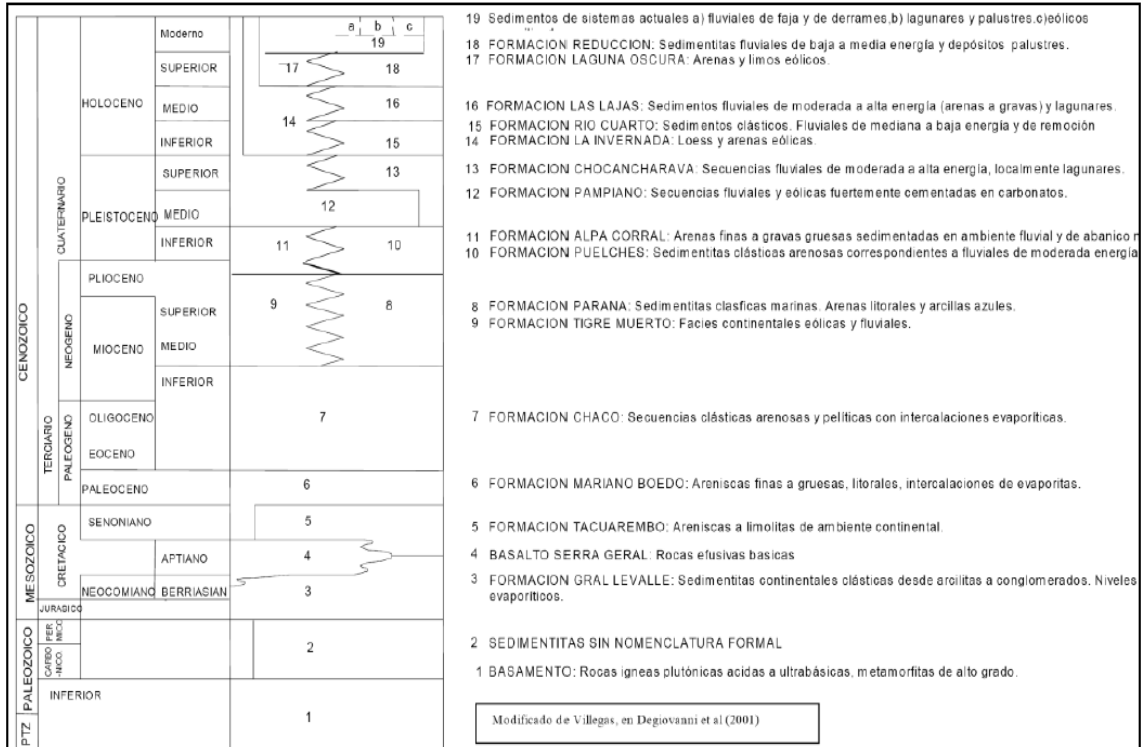 CENOZOICO
MESOZOICO
PALEOZOICO
PTZ
CUATERNARIO
TERCIARIO
NEOGENO
PALEOGENO
CRETACICO
JURASICO
PER
MICO
-NICO.
HOLOCENO
PLEISTOCENO
PLIOCENO
MIOCENO
OLIGOCENO
EOCENO
PALEOCENO
SENONIANO
NEOCOMIANO
INFERIOR
Moderno
SUPERIOR
MEDIO
INFERIOR
SUPERIOR
MEDIO
INFERIOR
SUPERIOR
MEDIO
INFERIOR
APTIANO
BERRIASIAN
a b c
19
17 18
16
14
15
13
12
11 10
9 8
7
6
5
4
3
2
1
19 Sedimentos de sistemas actuales a) fluviales de faja y de derrames,b) lagunares y palustres.c)eólicos
18 FORMACION REDUCCION: Sedimentitas fluviales de baja a media energía y depósitos palustres.
17 FORMACION LAGUNA OSCURA: Arenas y limos eólicos.
16 FORMACION LAS LAJAS: Sedimentos fluviales de moderada a alta energía (arenas a gravas) y lagunares.
15 FORMACION RIO CUARTO: Sedimentos clásticos. Fluviales de mediana a baja energía y de remoción
14 FORMACION LA INVERNADA: Loess y arenas eólicas.
13 FORMACION CHOCANCHARAVA: Secuencias fluviales de moderada a alta energía, localmente lagunares.
12 FORMACION PAMPIANO: Secuencias fluviales y eólicas fuertemente cementadas en carbonatos.
11 FORMACION ALPA CORRAL: Arenas finas a gravas gruesas sedimentadas en ambiente fluvial y de abanico
10 FORMACION PUELCHES: Sedimentitas clásticas arenosas correspondientes a fluviales de moderada energía
8 FORMACION PARANA: Sedimentitas clasficas marinas. Arenas litorales y arcillas azules.
9 FORMACION TIGRE MUERTO: Facies continentales eólicas y fluviales.
7 FORMACION CHACO: Secuencias clásticas arenosas y pelíticas con intercalaciones evaporíticas.
6 FORMACION MARIANO BOEDO: Areniscas finas a gruesas, litorales, intercalaciones de evaporitas.
5 FORMACION TACUAREMBO: Areniscas a limolitas de ambiente continental.
4 BASALTO SERRA GERAL: Rocas efusivas basicas
3 FORMACION GRAL LEVALLE: Sedimentitas continentales clásticas desde arcilitas a conglomerados. Niveles
evaporíticos.
2 SEDIMENTITAS SIN NOMENCLATURA FORMAL
1 BASAMENTO: Rocas igneas plutónicas acidas a ultrabásicas, metamorfitas de alto grado.
Modificado de Villegas, en Degiovanni et al (2001)